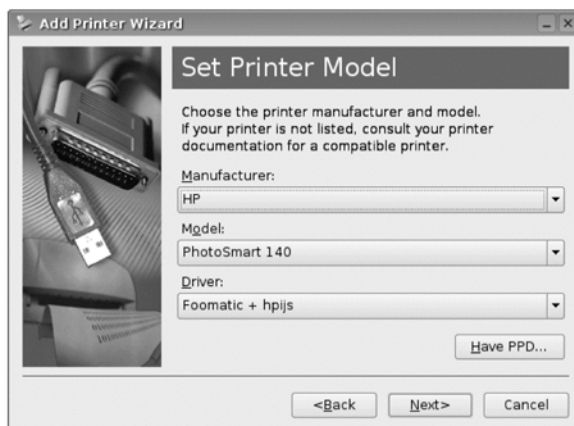 Add Printer Wizard
Set Printer Model
Choose the printer manufacturer and model.
If your printer is not listed, consult your printer
documentation for a compatible printer.
Manufacturer:
HP
Model:
PhotoSmart 140
Driver:
Foomatic + hpijs
Have PPD...
<Back
Next>
Cancel